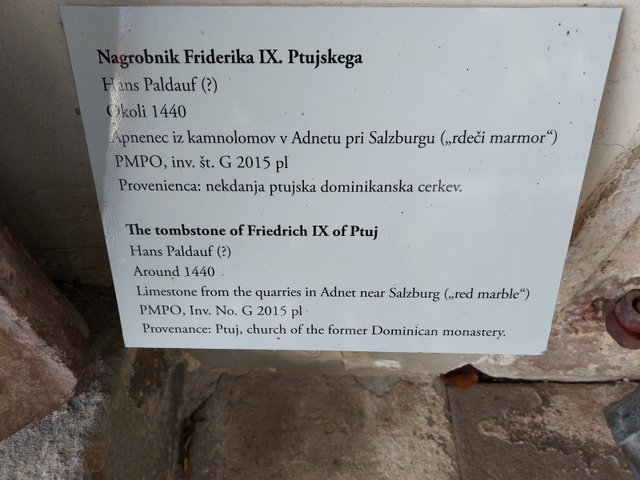 Nagrobnik Friderika IX. Ptujskega
Hans Paldauf (?)
Okoli 1440
Apnenec iz kamnolomov v Adnetu pri Salzburgu („rdeči marmor“)
PMPO, inv. št. G 2015 pl
Provenienca: nekdanja ptujska dominikanska cerkev.
The tombstone of Friedrich IX of Ptuj
Hans Paldauf (?)
Around 1440
Limestone from the quarries in Adnet near Salzburg („red marble“)
PMPO, Inv. No. G 2015 pl
Provenance: Ptuj, church of the former Dominican monastery.